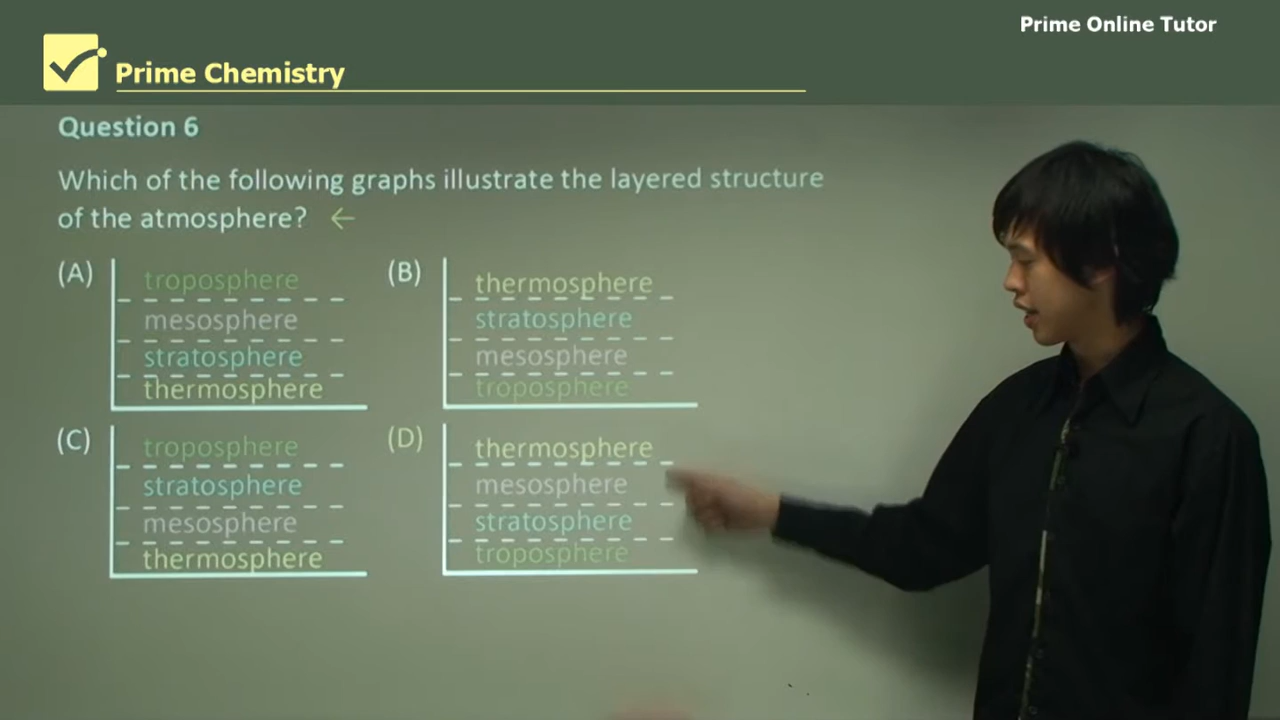 Prime Online Tutor
Prime Chemistry
Question 6
Which of the following graphs illustrate the layered structure
of the atmosphere? ←
(A) troposphere
mesosphere
stratosphere
thermosphere
(B) thermosphere
stratosphere
mesosphere
troposphere
(C) troposphere
stratosphere
mesosphere
thermosphere
(D) thermosphere
mesosphere
stratosphere
troposphere